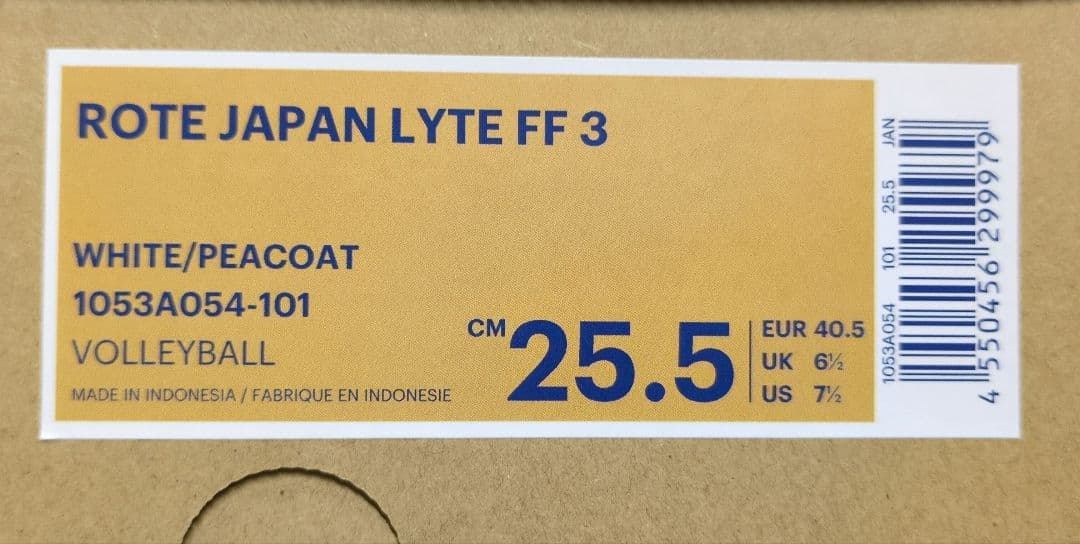 ROTE JAPAN LYTE FF 3
WHITE/PEACOAT
1053A054-101
VOLLEYBALL
MADE IN INDONESIA / FABRIQUE EN INDONESIE
CM 25.5
EUR 40.5
UK 6½
US 7½
1053A054 101 25.5 JAN
4 550456 299979